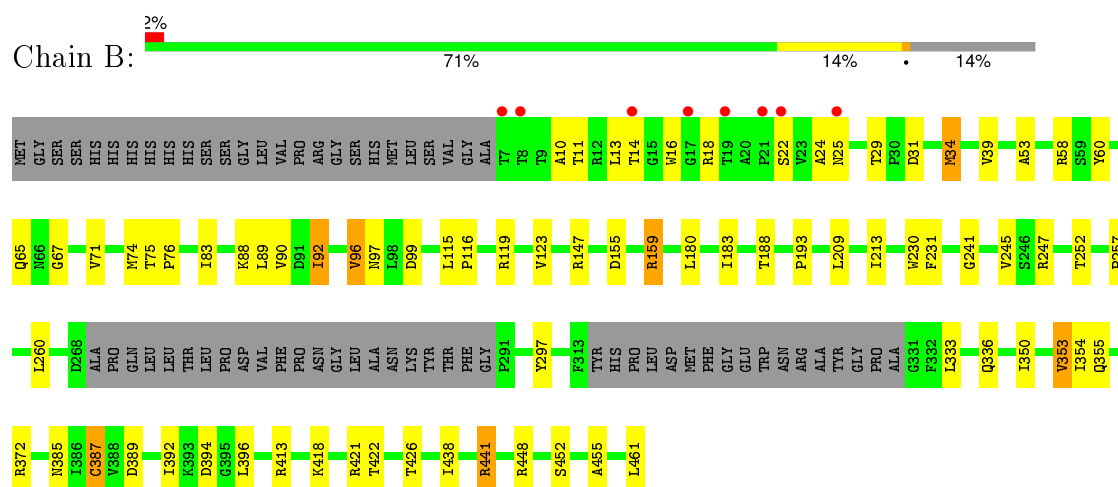 2%
Chain B:
71% 14% • 14%
MET GLY SER SER HIS HIS HIS HIS HIS HIS SER SER GLY LEU VAL PRO ARG GLY SER HIS MET LEU SER VAL GLY ALA T7 T8 T9 A10 T11 R12 L13 T14 G15 W16 G17 R18 T19 A20 P21 S22 V23 A24 N25 T29 P30 D31 M34 V39 A53 R58 S59 Y60
Q65 N66 G67 V71 M74 T75 P76 I83 K88 L89 V90 D91 I92 V96 N97 L98 D99 L115 P116 R119 V123 R147 D155 R159 L180 I183 T188 P193 L209 I213 W230 F231 G241 V245 S246 R247 T252 P257
L260 D268 ALA PRO GLN LEU LEU THR LEU PRO ASP VAL PHE PRO ASN GLY LEU ALA ASN LYS TYR THR PHE GLY P291 Y297 F313 TYR HIS PRO LEU ASP MET PHE GLY GLU TRP SER ASN ARG ALA TYR GLY PRO ALA G331 F332 L333 Q336 I350 V353 I354 Q355
R372 N385 I386 C387 V388 D389 I392 K393 D394 G395 L396 R413 K418 R421 T422 T426 I438 R441 R448 S452 A455 L461